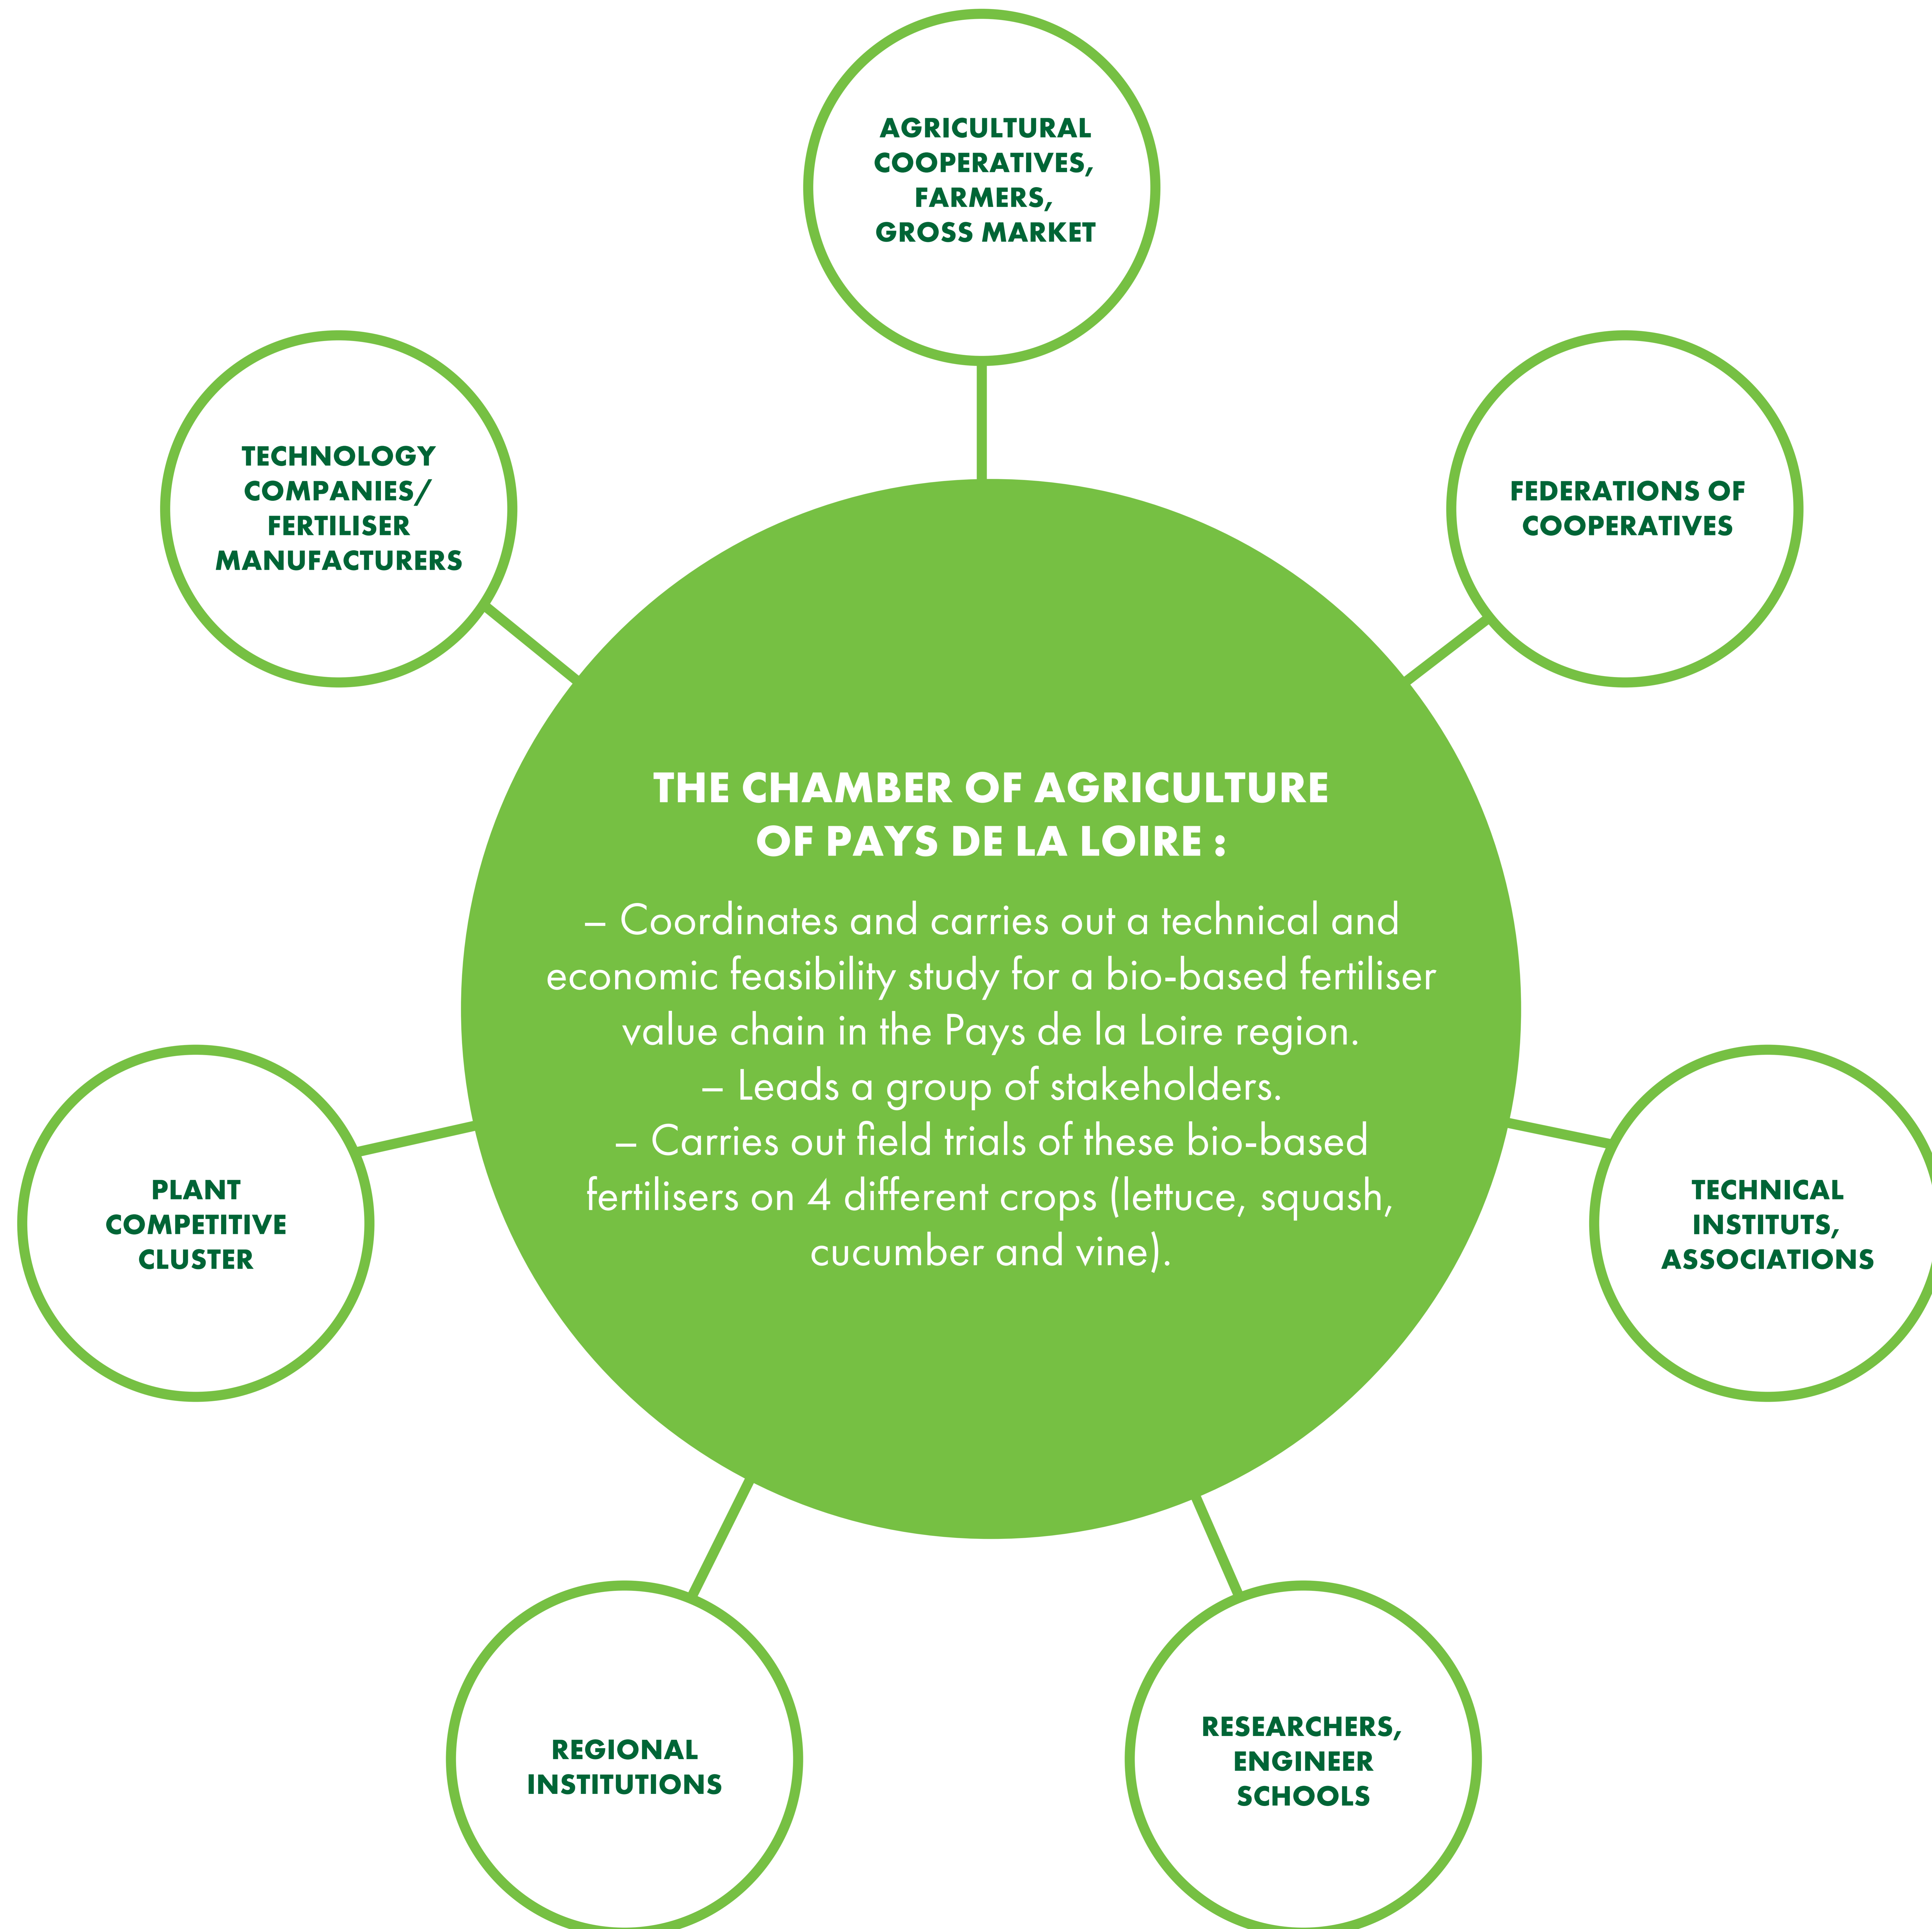 AGRICULTURAL
COOPERATIVES,
FARMERS,
GROSS MARKET
TECHNOLOGY
COMPANIES/
FERTILISER
MANUFACTURERS
FEDERATIONS OF
COOPERATIVES
THE CHAMBER OF AGRICULTURE
OF PAYS DE LA LOIRE :
– Coordinates and carries out a technical and
economic feasibility study for a bio-based fertiliser
value chain in the Pays de la Loire region.
– Leads a group of stakeholders.
– Carries out field trials of these bio-based
fertilisers on 4 different crops (lettuce, squash,
cucumber and vine).
PLANT
COMPETITIVE
CLUSTER
TECHNICAL
INSTITUTS,
ASSOCIATIONS
REGIONAL
INSTITUTIONS
RESEARCHERS,
ENGINEER
SCHOOLS